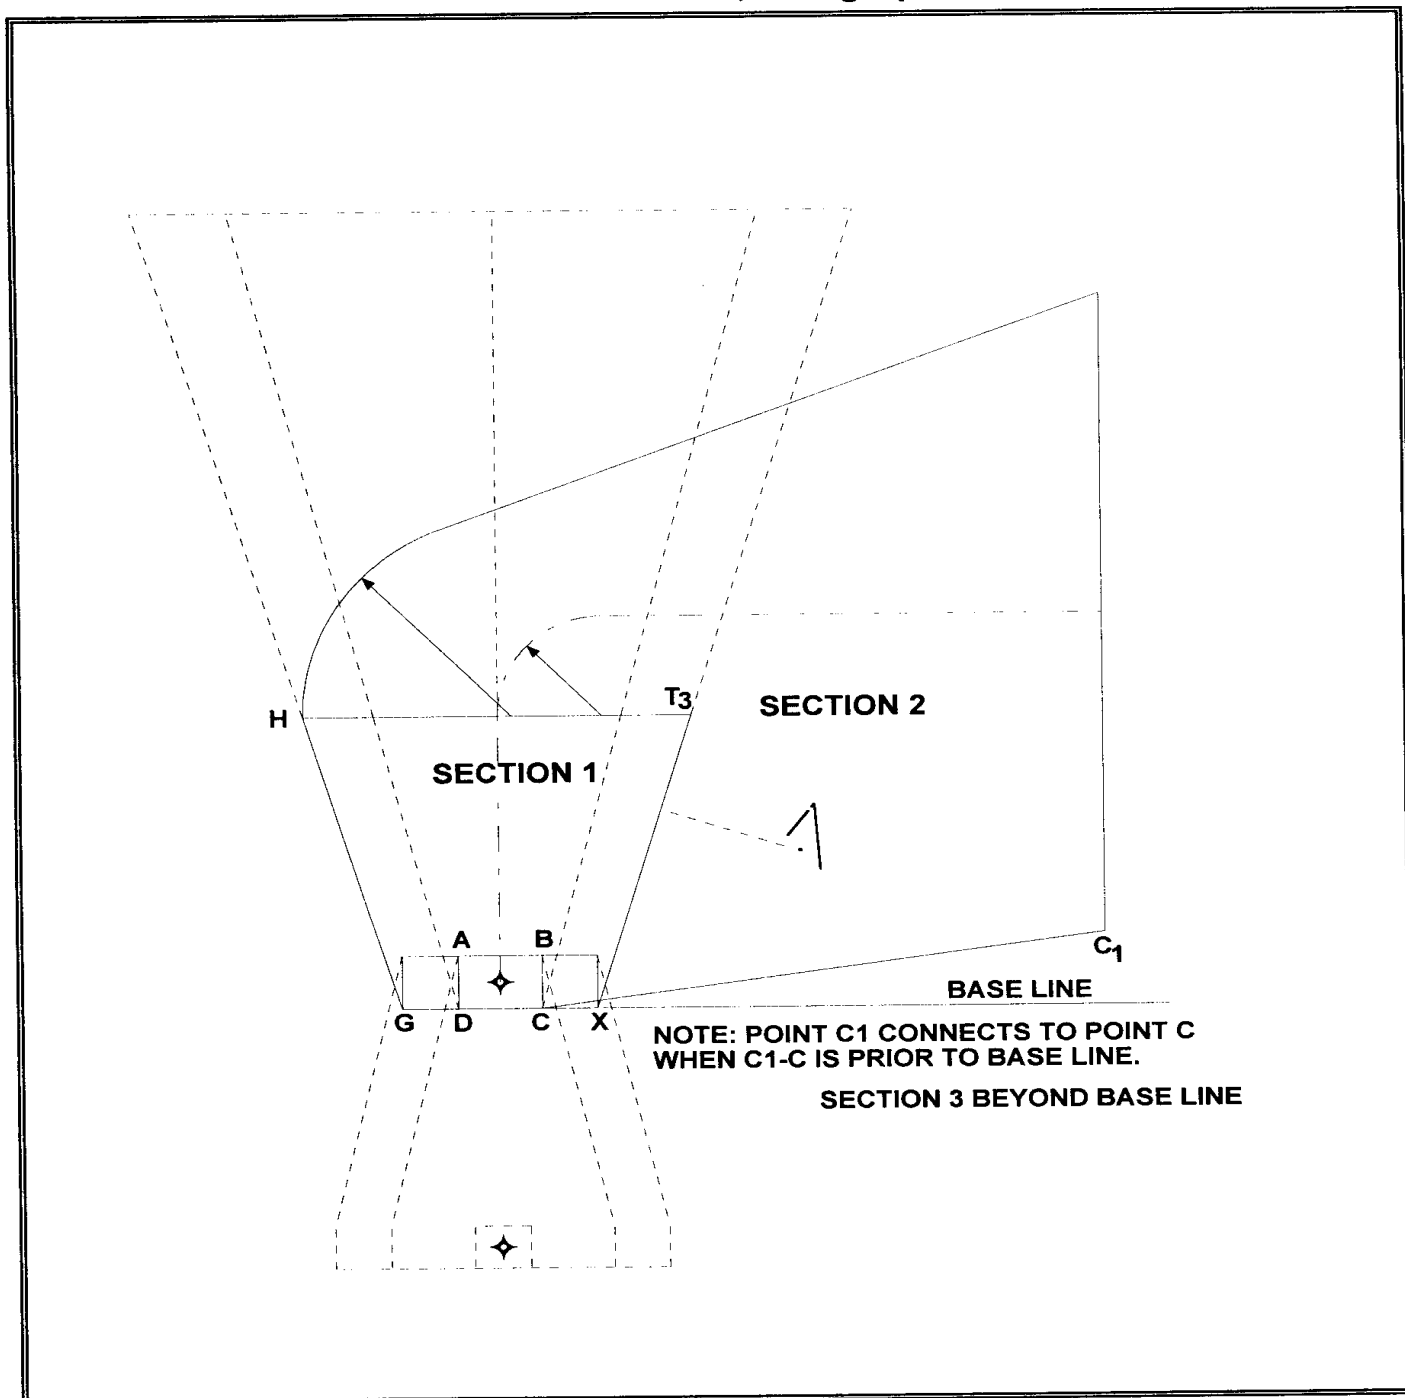 H
T3
SECTION 2
SECTION 1
A
B
C1
BASE LINE
G D C X
NOTE: POINT C1 CONNECTS TO POINT C
WHEN C1-C IS PRIOR TO BASE LINE.
SECTION 3 BEYOND BASE LINE